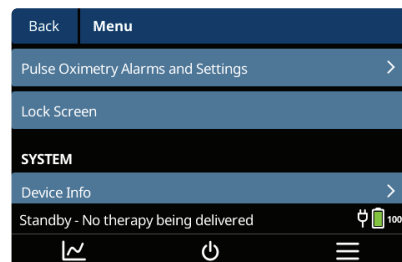 Back Menu
Pulse Oximetry Alarms and Settings
Lock Screen
SYSTEM
Device Info
Standby - No therapy being delivered 100